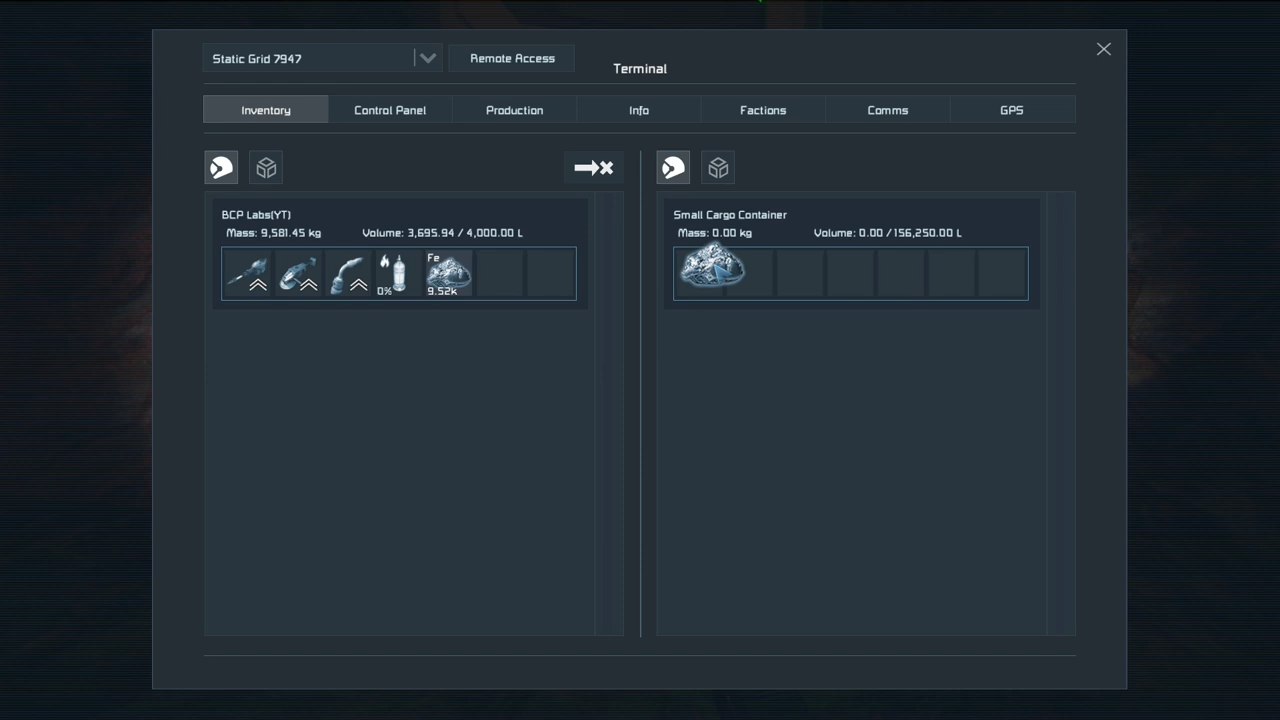 Static Grid 7947
Remote Access
Terminal
Inventory
Control Panel
Production
Info
Factions
Comms
GPS
BCP Labs(YT)
Mass: 9,581.45 kg Volume: 3,695.94 / 4,000.00 L
Fe
0%
9.52k
Small Cargo Container
Mass: 0.00 kg Volume: 0.00 / 156,250.00 L